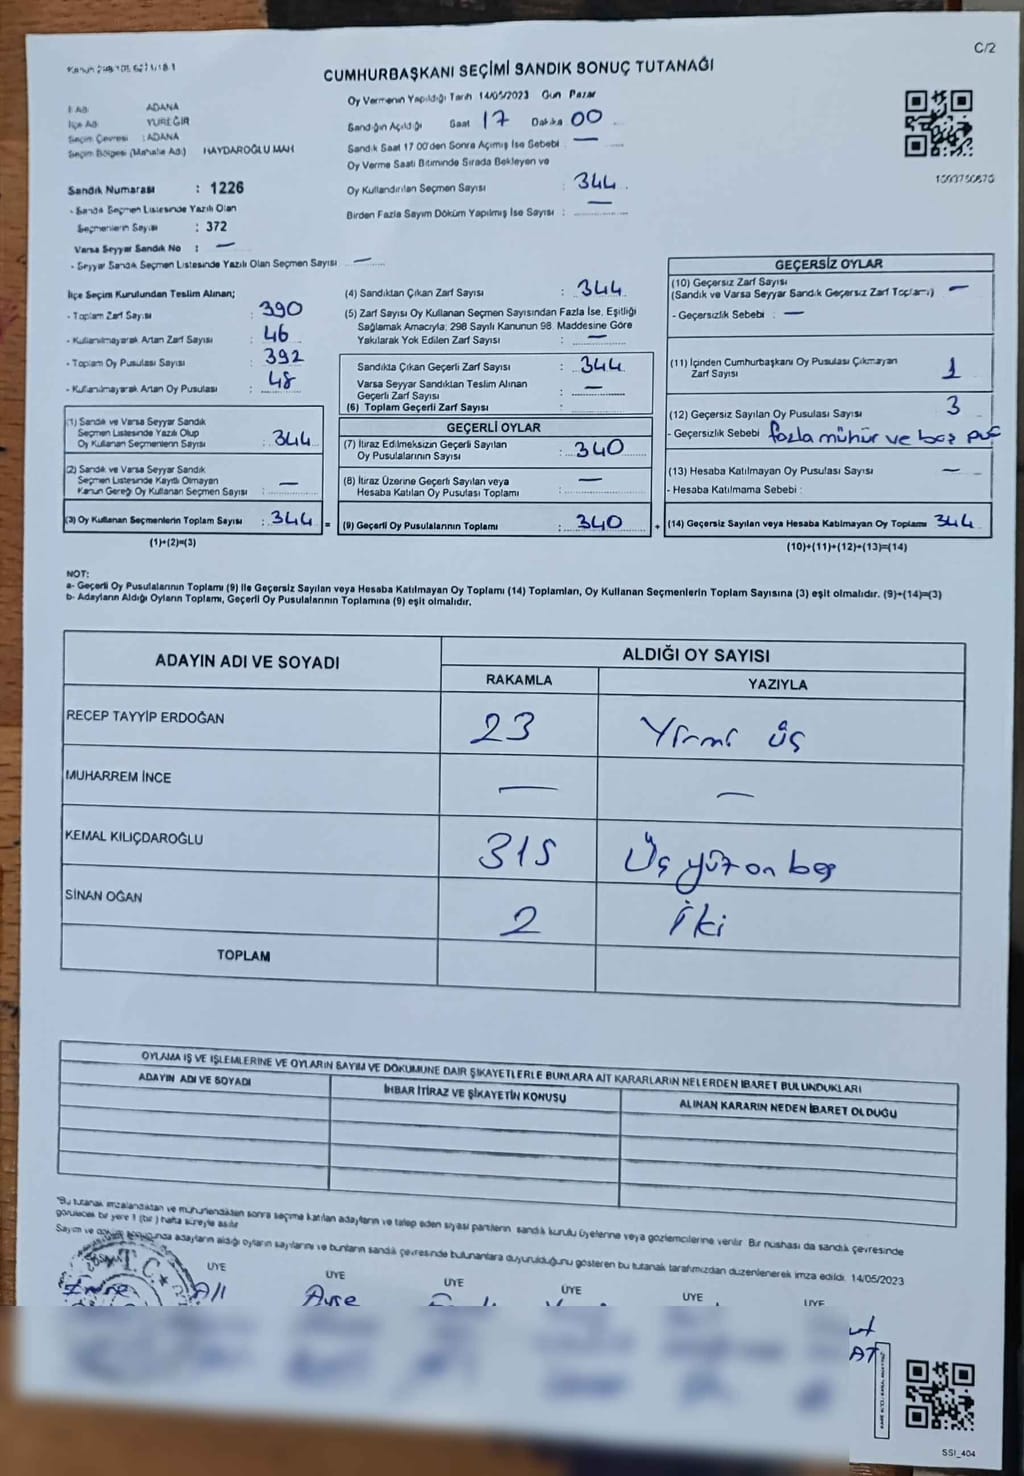 C/2
CUMHURBAŞKANI SEÇİMİ SANDIK SONUÇ TUTANAĞI
Oy Vermenin Yapıldığı Tarih 14/05/2023 Gün Pazar
Sandığın Açıldığı Saat 17 Dakika 00
Sandık Saat 17 00'den Sonra Açımış İse Sebebi —
Oy Verme Saati Bitiminde Sırada Bekleyen ve
Oy Kullandırılan Seçmen Sayısı : 344
Birden Fazla Sayım Döküm Yapılmış İse Sayısı : —
İl Adı ADANA
İlçe Adı YUREĞİR
Seçim Çevresi : ADANA
Seçim Bölgesi (Mahalle Adı) HAYDAROĞLU MAH
1593750675
Sandık Numarası : 1226
- Sandık Seçmen Listesinde Yazılı Olan
Seçmenlerin Sayısı : 372
Varsa Seyyar Sandık No : —
- Seyyar Sandık Seçmen Listesinde Yazılı Olan Seçmen Sayısı —
İlçe Seçim Kurulundan Teslim Alınan;
- Toplam Zarf Sayısı : 390
- Kullanılmayarak Artan Zarf Sayısı : 46
- Toplam Oy Pusulası Sayısı : 392
- Kullanılmayarak Artan Oy Pusulası : 48
(1) Sandık ve Varsa Seyyar Sandık
Seçmen Listesinde Yazılı Olup
Oy Kullanan Seçmenlerin Sayısı : 344
(2) Sandık ve Varsa Seyyar Sandık
Seçmen Listesinde Kayıtlı Olmayan
Kanun Gereği Oy Kullanan Seçmen Sayısı : —
(3) Oy Kullanan Seçmenlerin Toplam Sayısı : 344 =
(1)+(2)=(3)
(4) Sandıktan Çıkan Zarf Sayısı : 344
(5) Zarf Sayısı Oy Kullanan Seçmen Sayısından Fazla İse, Eşitliği
Sağlamak Amacıyla; 298 Sayılı Kanunun 98. Maddesine Göre
Yakılarak Yok Edilen Zarf Sayısı : —
Sandıkta Çıkan Geçerli Zarf Sayısı : 344
Varsa Seyyar Sandıktan Teslim Alınan
Geçerli Zarf Sayısı : —
(6) Toplam Geçerli Zarf Sayısı :
GEÇERLİ OYLAR
(7) İtiraz Edilmeksizin Geçerli Sayılan
Oy Pusulalarının Sayısı : 340
(8) İtiraz Üzerine Geçerli Sayılan veya
Hesaba Katılan Oy Pusulası Toplamı : —
(9) Geçerli Oy Pusulalarının Toplamı : 340 +
GEÇERSİZ OYLAR
(10) Geçersiz Zarf Sayısı
(Sandık ve Varsa Seyyar Sandık Geçersiz Zarf Toplamı) —
- Geçersizlik Sebebi : —
(11) İçinden Cumhurbaşkanı Oy Pusulası Çıkmayan
Zarf Sayısı 1
(12) Geçersiz Sayılan Oy Pusulası Sayısı 3
- Geçersizlik Sebebi fazla mühür ve boş pus
(13) Hesaba Katılmayan Oy Pusulası Sayısı —
- Hesaba Katılmama Sebebi :
(14) Geçersiz Sayılan veya Hesaba Katılmayan Oy Toplamı 344
(10)+(11)+(12)+(13)=(14)
NOT:
a- Geçerli Oy Pusulalarının Toplamı (9) ile Geçersiz Sayılan veya Hesaba Katılmayan Oy Toplamı (14) Toplamları, Oy Kullanan Seçmenlerin Toplam Sayısına (3) eşit olmalıdır. (9)+(14)=(3)
b- Adayların Aldığı Oyların Toplamı, Geçerli Oy Pusulalarının Toplamına (9) eşit olmalıdır.
ADAYIN ADI VE SOYADI
ALDIĞI OY SAYISI
RAKAMLA YAZIYLA
RECEP TAYYİP ERDOĞAN 23 Yirmi üç
MUHARREM İNCE — —
KEMAL KILIÇDAROĞLU 315 Üç yüz on beş
SİNAN OĞAN 2 İki
TOPLAM
OYLAMA İŞ VE İŞLEMLERİNE VE OYLARIN SAYIM VE DÖKÜMÜNE DAİR ŞİKAYETLERLE BUNLARA AİT KARARLARIN NELERDEN İBARET BULUNDUKLARI
ADAYIN ADI VE SOYADI İHBAR İTİRAZ VE ŞİKAYETİN KONUSU ALINAN KARARIN NEDEN İBARET OLDUĞU
"Bu tutanak imzalandıktan ve mühürlendikten sonra seçime katılan adayların ve talep eden siyasi partilerin sandık kurulu üyelerine veya gözlemcilerine verilir. Bir nüshası da sandık çevresinde
görülecek bir yere 1 (bir) hafta süreyle asılır
Sayım ve döküm sonucunda adayların aldığı oyların sayılarını ve bunların sandık çevresinde bulunanlara duyurulduğunu gösteren bu tutanak tarafımızdan düzenlenerek imza edildi. 14/05/2023
T.C.
ÜYE ÜYE ÜYE ÜYE ÜYE ÜYE
Ali Ayşe
SSI_404